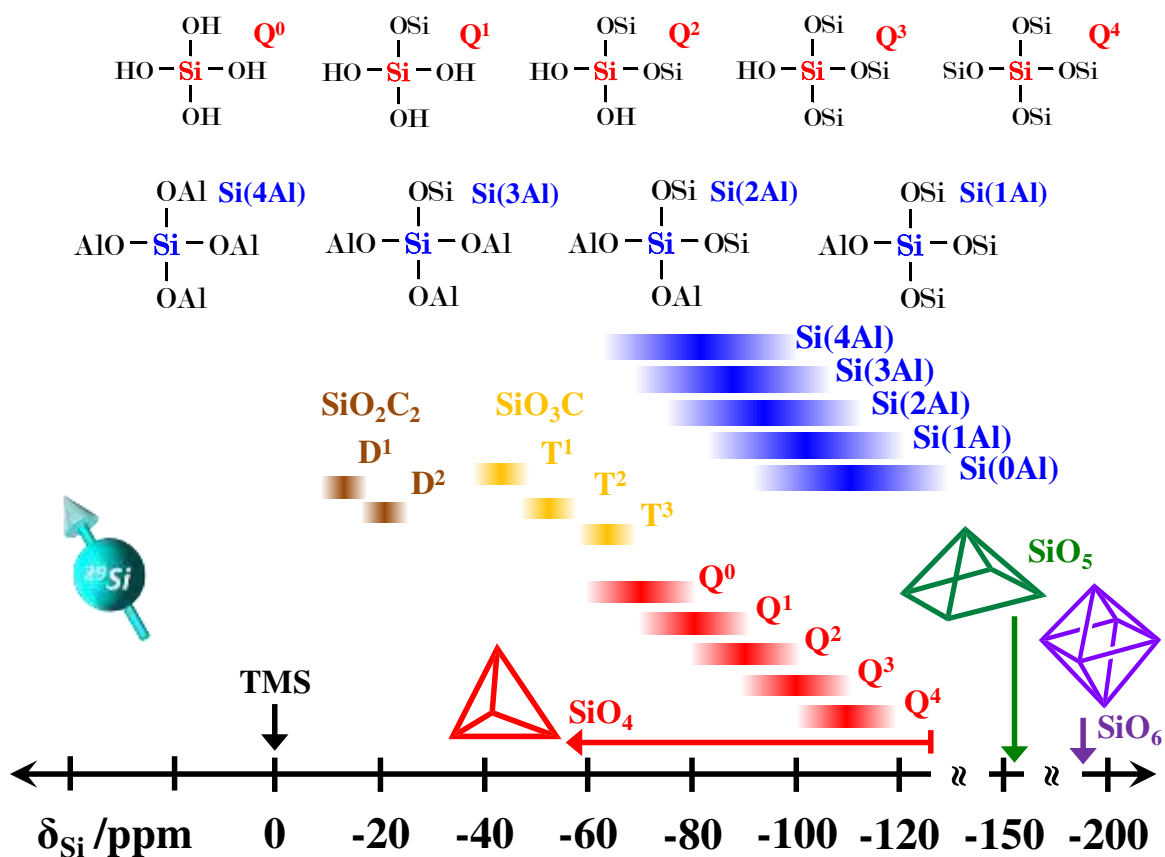 OH Q⁰ OSi Q¹ OSi Q² OSi Q³ OSi Q⁴
HO Si OH HO Si OH HO Si OSi HO Si OSi SiO Si OSi
OH OH OH OSi OSi
OAl Si(4Al) OSi Si(3Al) OSi Si(2Al) OSi Si(1Al)
AlO Si OAl AlO Si OAl AlO Si OSi AlO Si OSi
OAl OAl OAl OSi
Si(4Al)
Si(3Al)
SiO₂C₂ SiO₃C Si(2Al)
D¹ T¹ Si(1Al)
D² T² Si(0Al)
T³
SiO₅
²⁹Si Q⁰
Q¹
Q²
TMS Q³
SiO₄ Q⁴
SiO₆
δSi /ppm 0 -20 -40 -60 -80 -100 -120 -150 -200